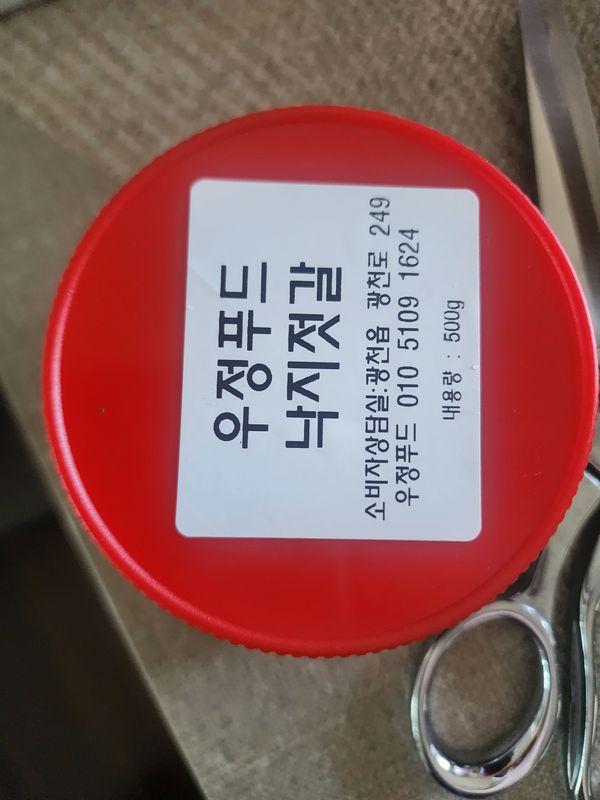 우정푸드
낙지젓갈
소비자상담실:광천읍 광천로 249
우정푸드 010 5109 1624
내용량 : 500g